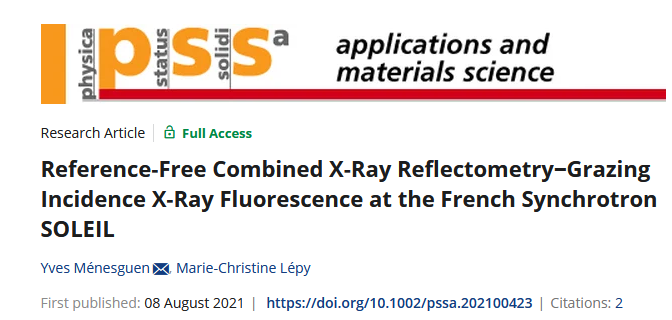 physica
status
solidi
pssa
applications and
materials science
Research Article
Full Access
Reference-Free Combined X-Ray Reflectometry−Grazing
Incidence X-Ray Fluorescence at the French Synchrotron
SOLEIL
Yves Ménesguen, Marie-Christine Lépy
First published: 08 August 2021 | https://doi.org/10.1002/pssa.202100423 | Citations: 2